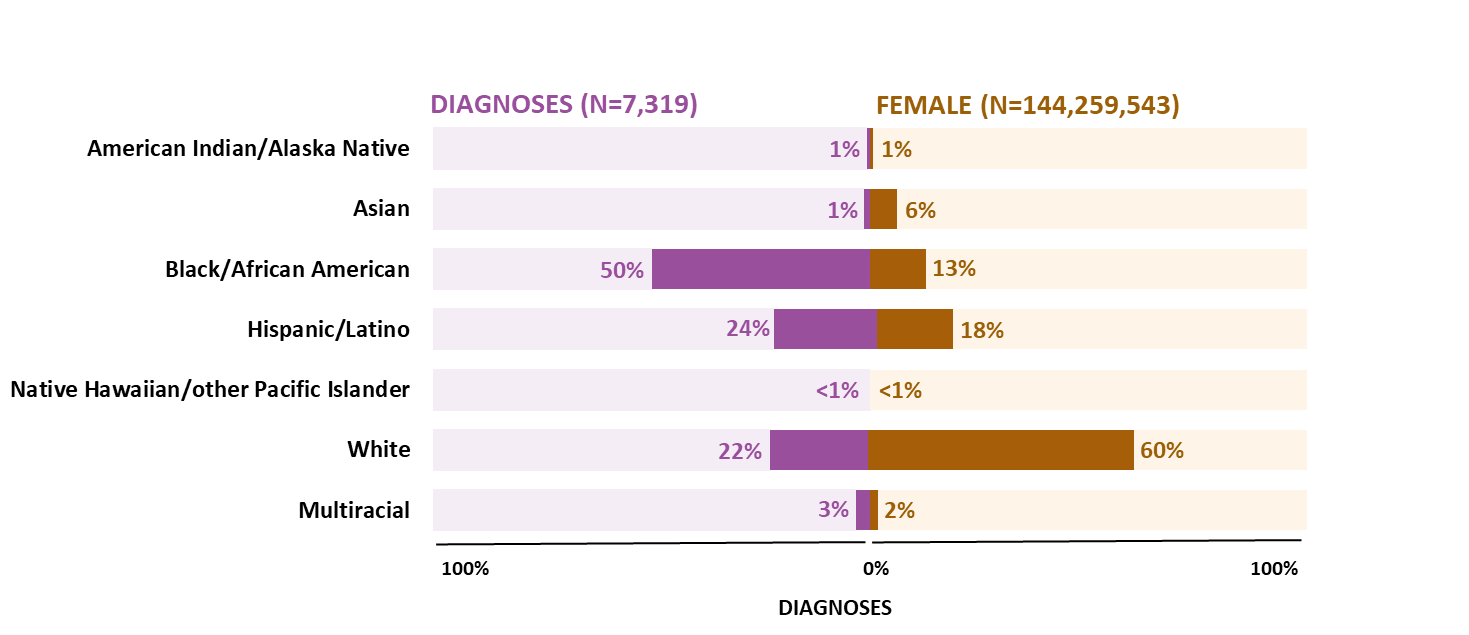 DIAGNOSES (N=7,319) FEMALE (N=144,259,543)
American Indian/Alaska Native 1% 1%
Asian 1% 6%
Black/African American 50% 13%
Hispanic/Latino 24% 18%
Native Hawaiian/other Pacific Islander <1% <1%
White 22% 60%
Multiracial 3% 2%
100% 0% 100%
DIAGNOSES